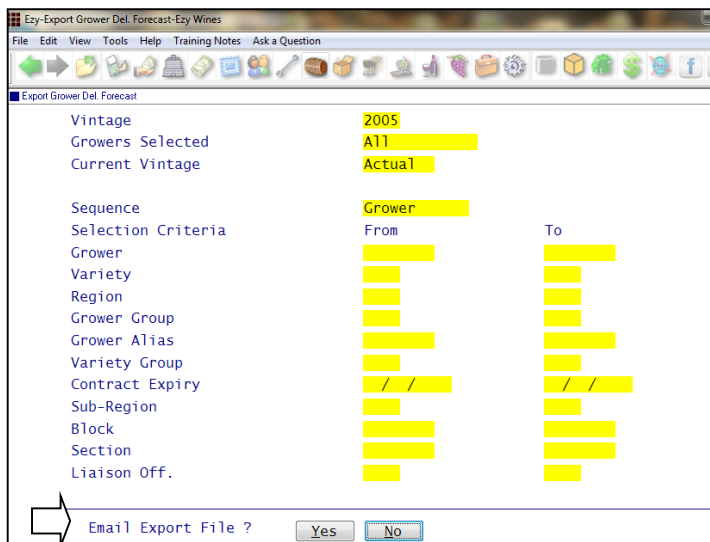 Ezy-Export Grower Del. Forecast-Ezy Wines
File Edit View Tools Help Training Notes Ask a Question
Export Grower Del. Forecast
Vintage 2005
Growers Selected All
Current Vintage Actual
Sequence Grower
Selection Criteria From To
Grower
Variety
Region
Grower Group
Grower Alias
Variety Group
Contract Expiry / / / /
Sub-Region
Block
Section
Liaison Off.
Email Export File ? Yes No